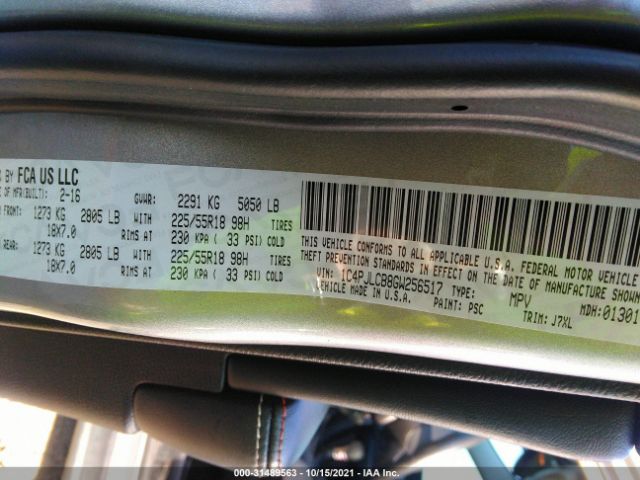 BY FCA US LLC
OF MFR(BUILT): 2-16
GVWR: 2291 KG 5050 LB
FRONT: 1273 KG 2805 LB WITH 225/55R18 98H TIRES
18X7.0 RIMS AT 230 KPA ( 33 PSI) COLD
REAR: 1273 KG 2805 LB WITH 225/55R18 98H TIRES
18X7.0 RIMS AT 230 KPA ( 33 PSI) COLD
THIS VEHICLE CONFORMS TO ALL APPLICABLE U.S.A. FEDERAL MOTOR VEHICLE
THEFT PREVENTION STANDARDS IN EFFECT ON THE DATE OF MANUFACTURE SHOWN
VIN: 1C4PJLCB8GW256517 TYPE: MPV MDH:01301
MADE IN U.S.A. PAINT: PSC TRIM: J7XL
000-31489563 - 10/15/2021 - IAA Inc.